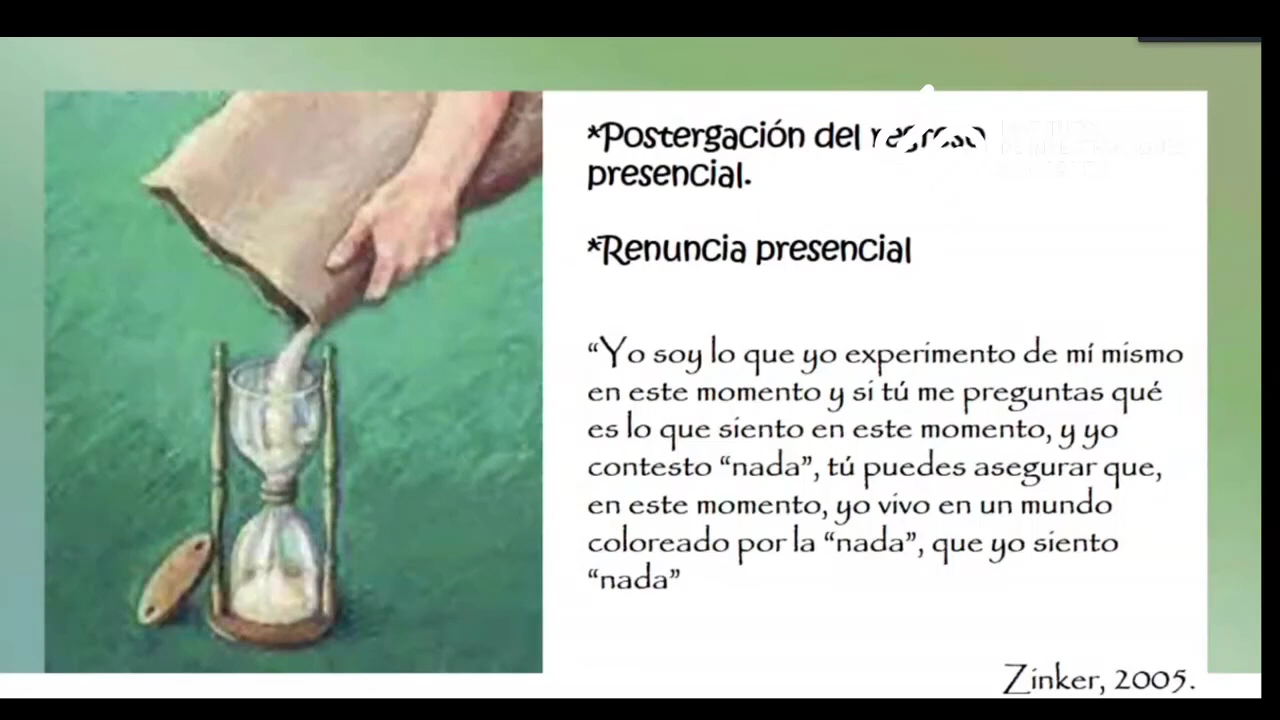 *Postergación del regreso
presencial.
*Renuncia presencial
“Yo soy lo que yo experimento de mí mismo
en este momento y si tú me preguntas qué
es lo que siento en este momento, y yo
contesto “nada”, tú puedes asegurar que,
en este momento, yo vivo en un mundo
coloreado por la “nada”, que yo siento
“nada”
Zinker, 2005.